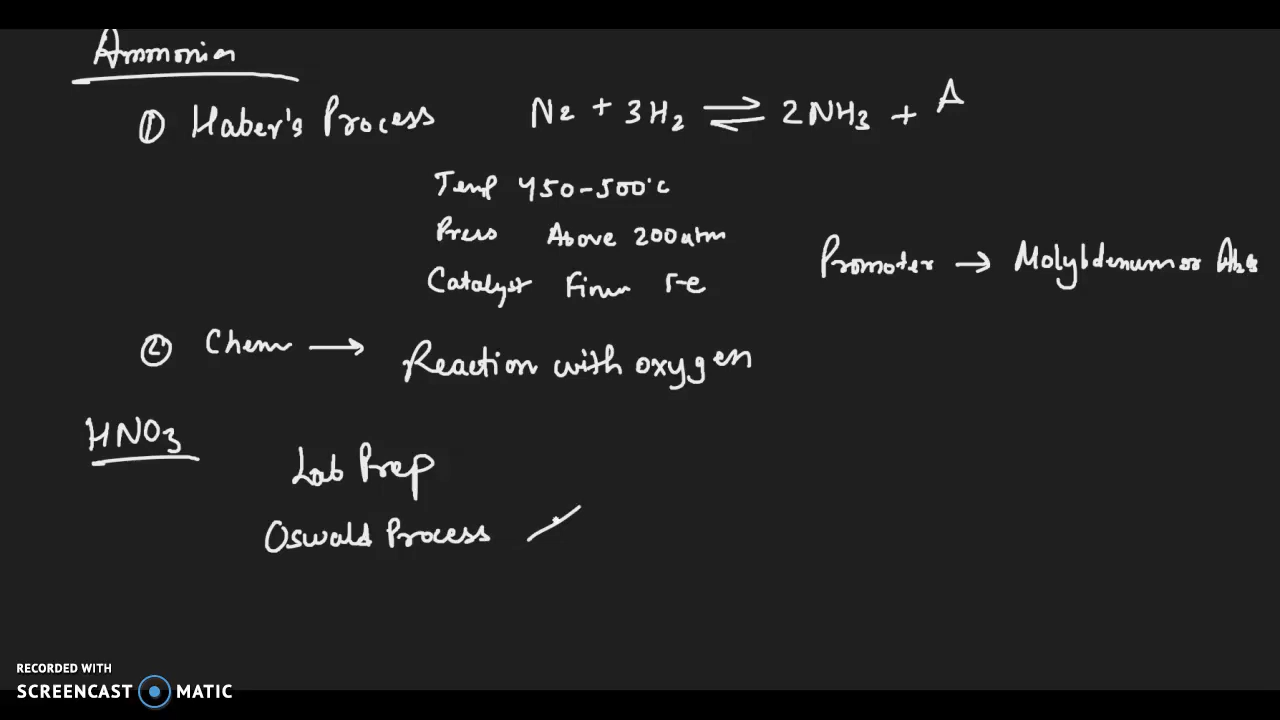 Ammonia
① Haber's Process N2 + 3H2 ⇌ 2NH3 + Δ
Temp 450-500°C
Press Above 200atm
Promoter → Molybdenum or
Catalyst Fe
② Chem → Reaction with oxygen
HNO3
Lab Prep
Oswald Process
RECORDED WITH
SCREENCAST MATIC